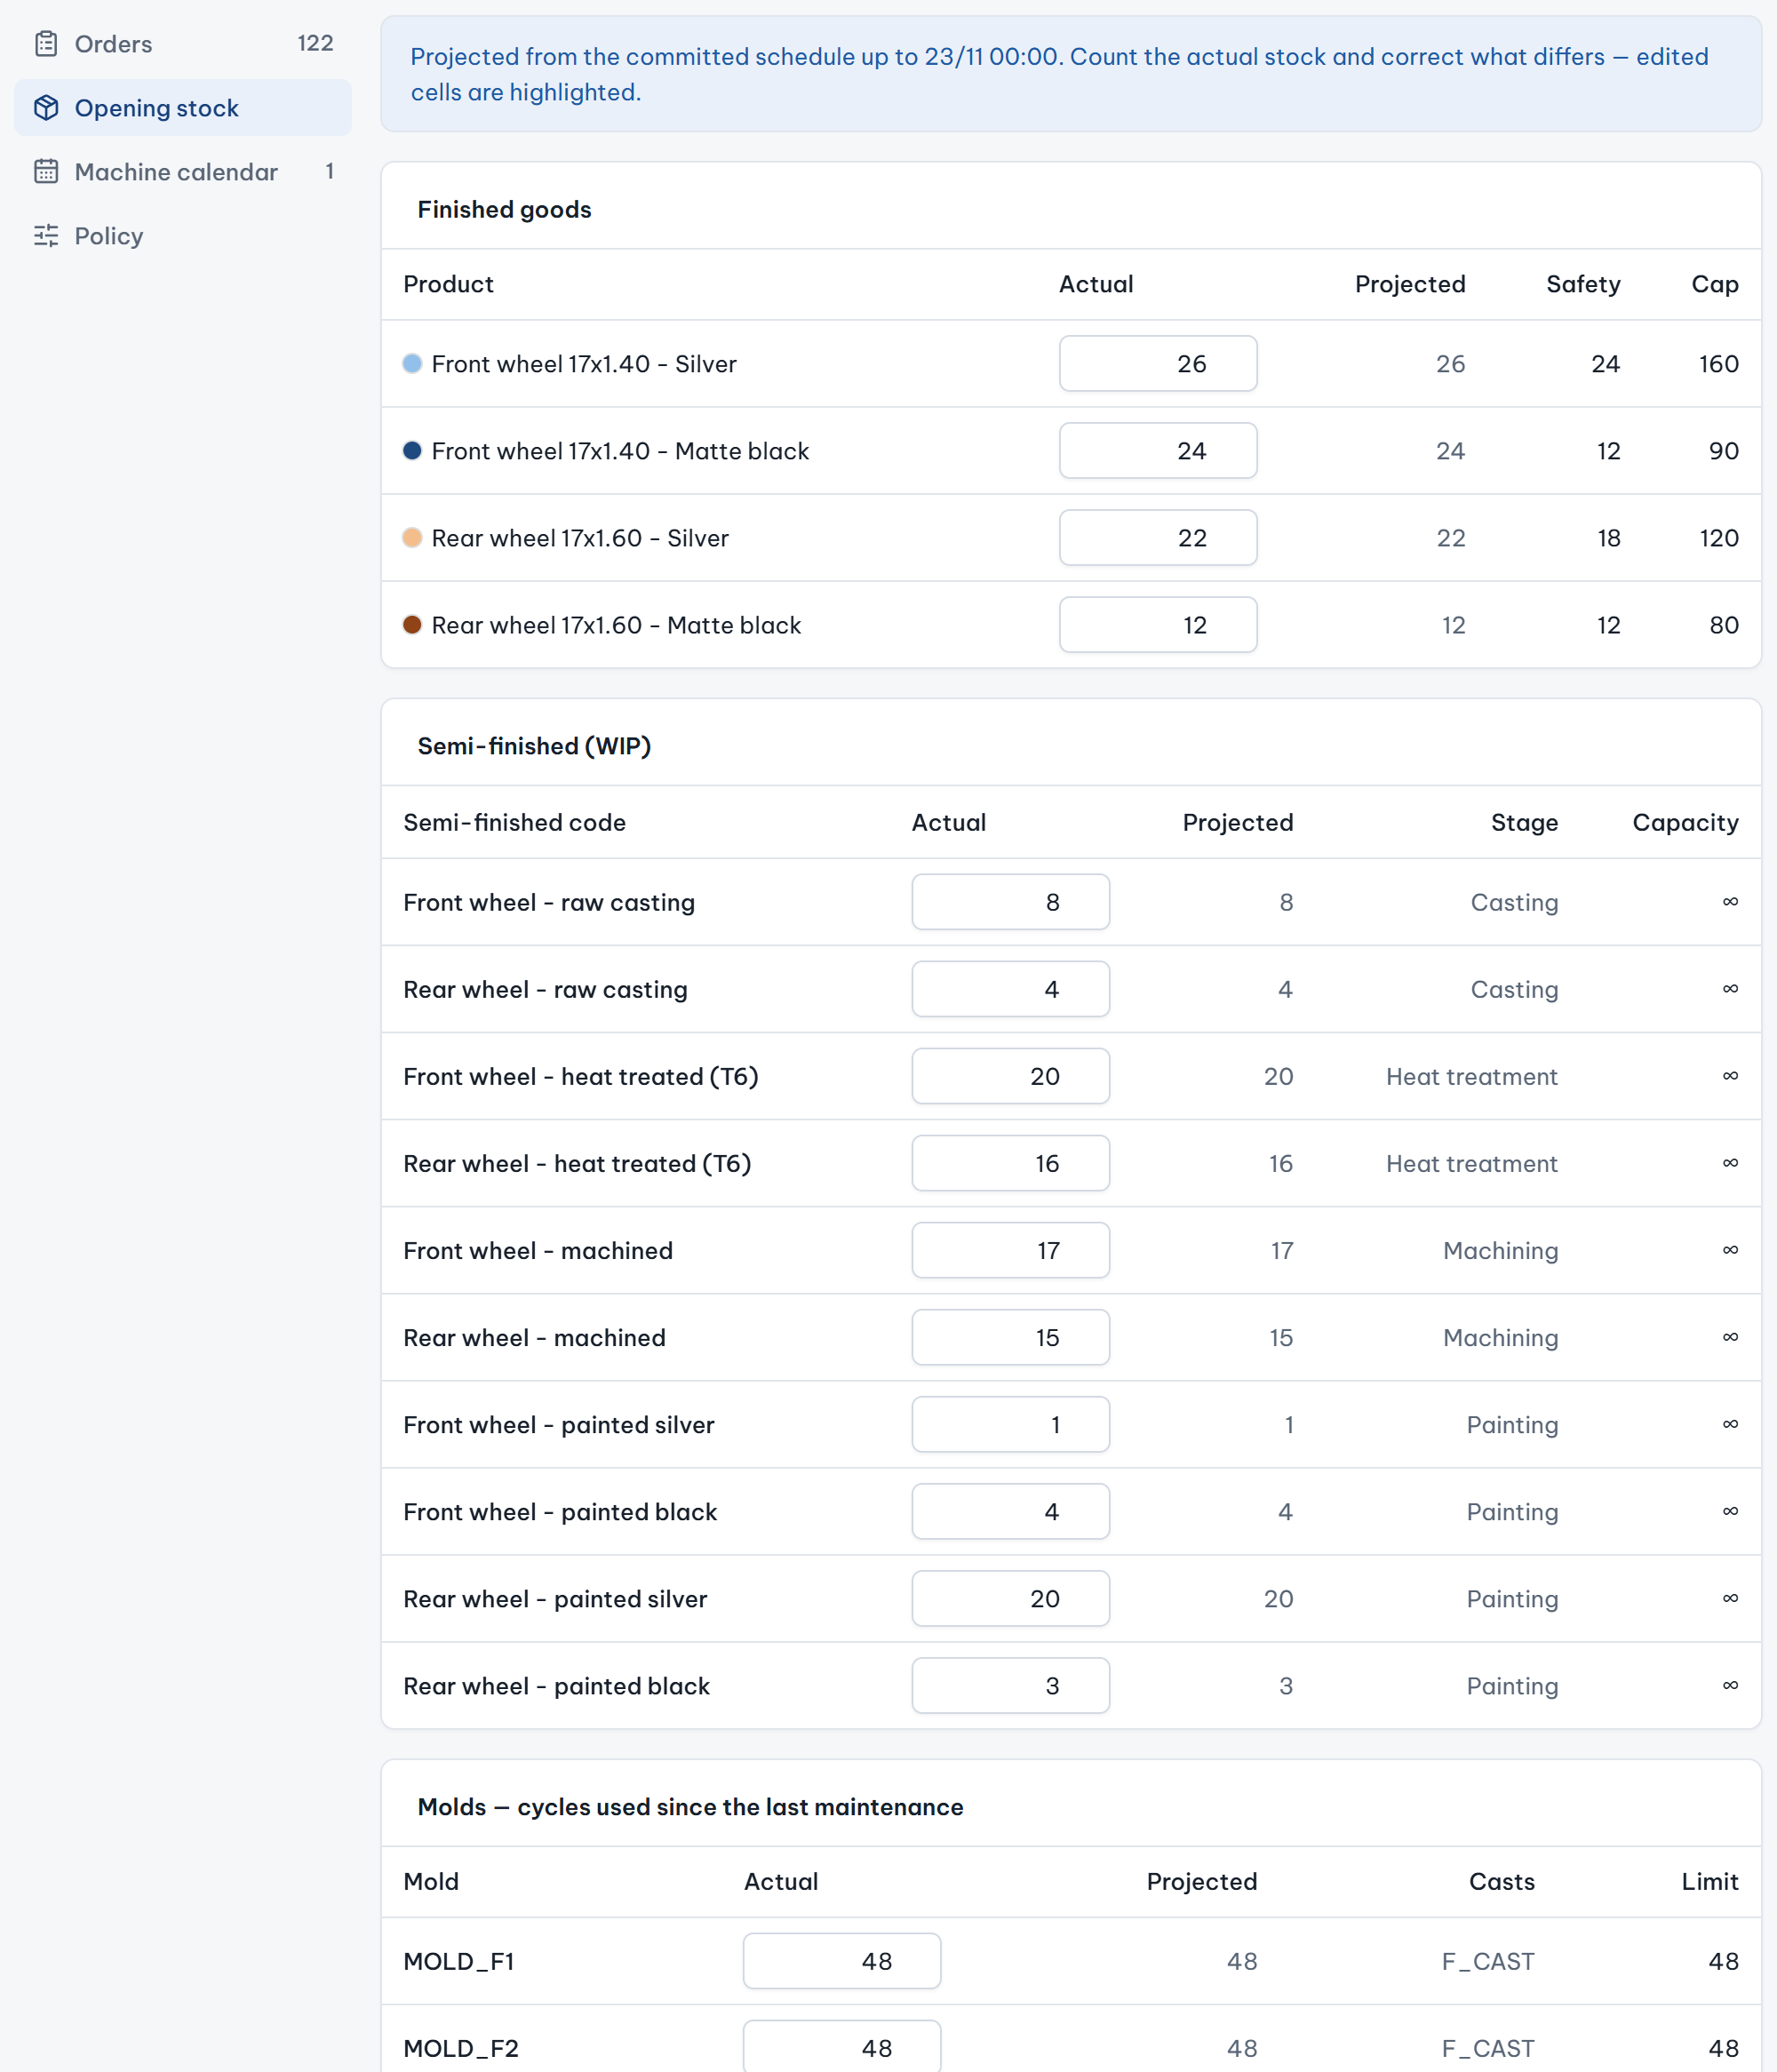 Orders 122
Opening stock
Machine calendar 1
Policy
Projected from the committed schedule up to 23/11 00:00. Count the actual stock and correct what differs — edited
cells are highlighted.
Finished goods
Product Actual Projected Safety Cap
Front wheel 17x1.40 - Silver 26 26 24 160
Front wheel 17x1.40 - Matte black 24 24 12 90
Rear wheel 17x1.60 - Silver 22 22 18 120
Rear wheel 17x1.60 - Matte black 12 12 12 80
Semi-finished (WIP)
Semi-finished code Actual Projected Stage Capacity
Front wheel - raw casting 8 8 Casting ∞
Rear wheel - raw casting 4 4 Casting ∞
Front wheel - heat treated (T6) 20 20 Heat treatment ∞
Rear wheel - heat treated (T6) 16 16 Heat treatment ∞
Front wheel - machined 17 17 Machining ∞
Rear wheel - machined 15 15 Machining ∞
Front wheel - painted silver 1 1 Painting ∞
Front wheel - painted black 4 4 Painting ∞
Rear wheel - painted silver 20 20 Painting ∞
Rear wheel - painted black 3 3 Painting ∞
Molds — cycles used since the last maintenance
Mold Actual Projected Casts Limit
MOLD_F1 48 48 F_CAST 48
MOLD_F2 48 48 F_CAST 48